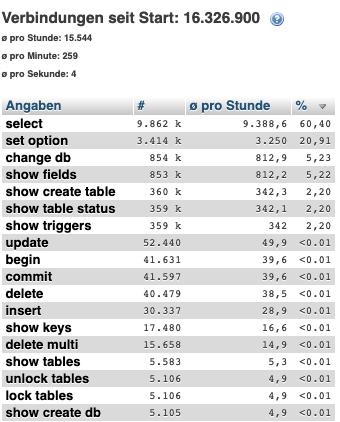 Verbindungen seit Start: 16.326.900
ø pro Stunde: 15.544
ø pro Minute: 259
ø pro Sekunde: 4
Angaben # ø pro Stunde %
select 9.862 k 9.388,6 60,40
set option 3.414 k 3.250 20,91
change db 854 k 812,9 5,23
show fields 853 k 812,2 5,22
show create table 360 k 342,3 2,20
show table status 359 k 342,1 2,20
show triggers 359 k 342 2,20
update 52.440 49,9 <0.01
begin 41.631 39,6 <0.01
commit 41.597 39,6 <0.01
delete 40.479 38,5 <0.01
insert 30.337 28,9 <0.01
show keys 17.480 16,6 <0.01
delete multi 15.658 14,9 <0.01
show tables 5.583 5,3 <0.01
unlock tables 5.106 4,9 <0.01
lock tables 5.106 4,9 <0.01
show create db 5.105 4,9 <0.01